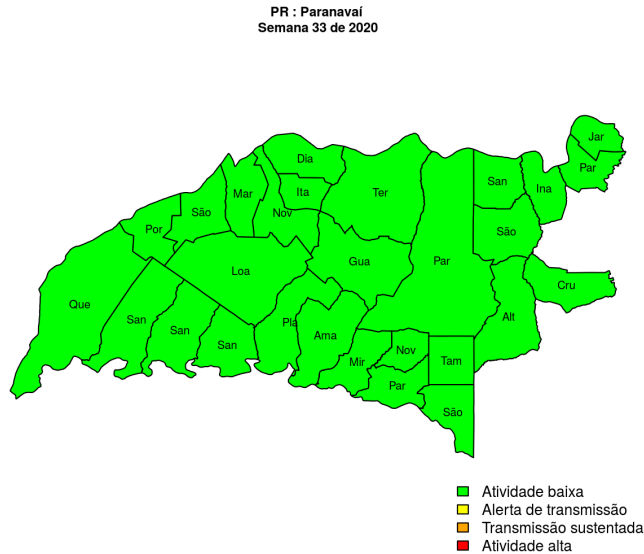 PR : Paranavaí
Semana 33 de 2020
Jar
Par
Dia
San
Ina
Ita
Ter
Mar
São
Nov
Por
São
Par
Gua
Loa
Cru
Que
Alt
San
San
Pla
Ama
San
Nov
Mir
Tam
Par
São
Atividade baixa
Alerta de transmissão
Transmissão sustentada
Atividade alta